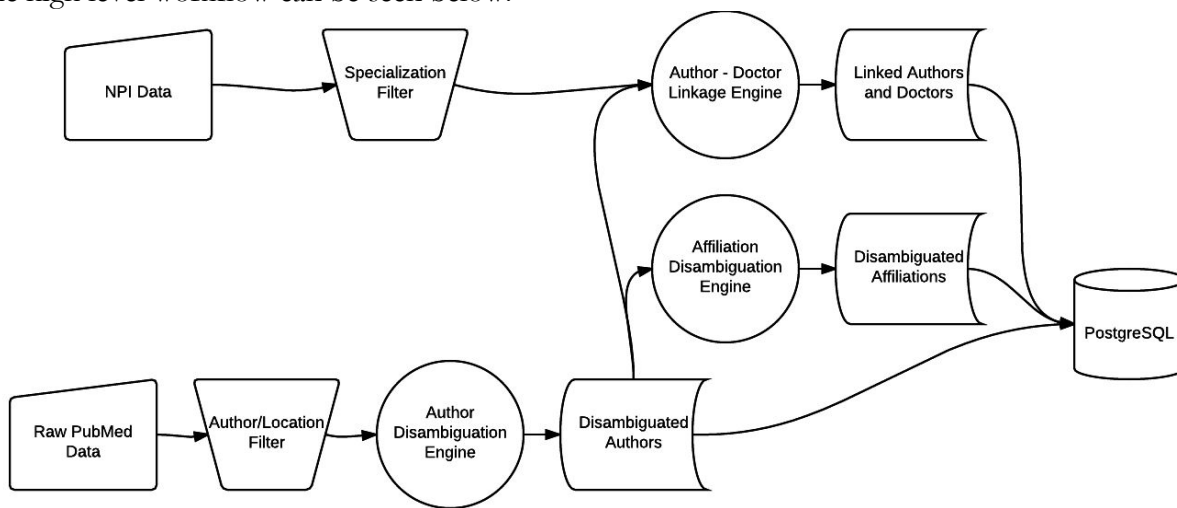 NPI Data
Specialization
Filter
Author - Doctor
Linkage Engine
Linked Authors
and Doctors
Affiliation
Disambiguation
Engine
Disambiguated
Affiliations
PostgreSQL
Raw PubMed
Data
Author/Location
Filter
Author
Disambiguation
Engine
Disambiguated
Authors